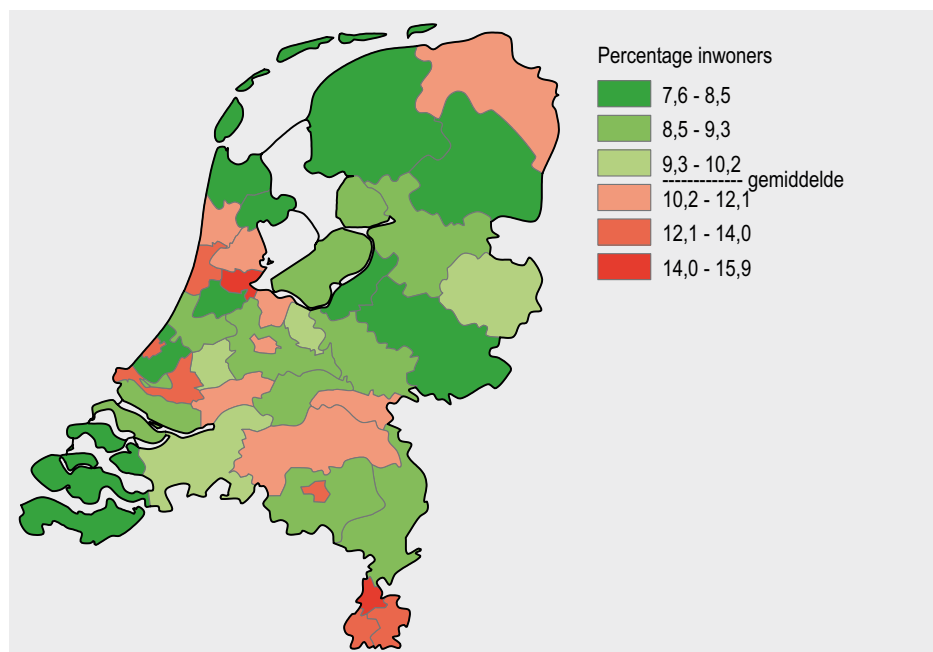 Percentage inwoners
7,6 - 8,5
8,5 - 9,3
9,3 - 10,2
gemiddelde
10,2 - 12,1
12,1 - 14,0
14,0 - 15,9